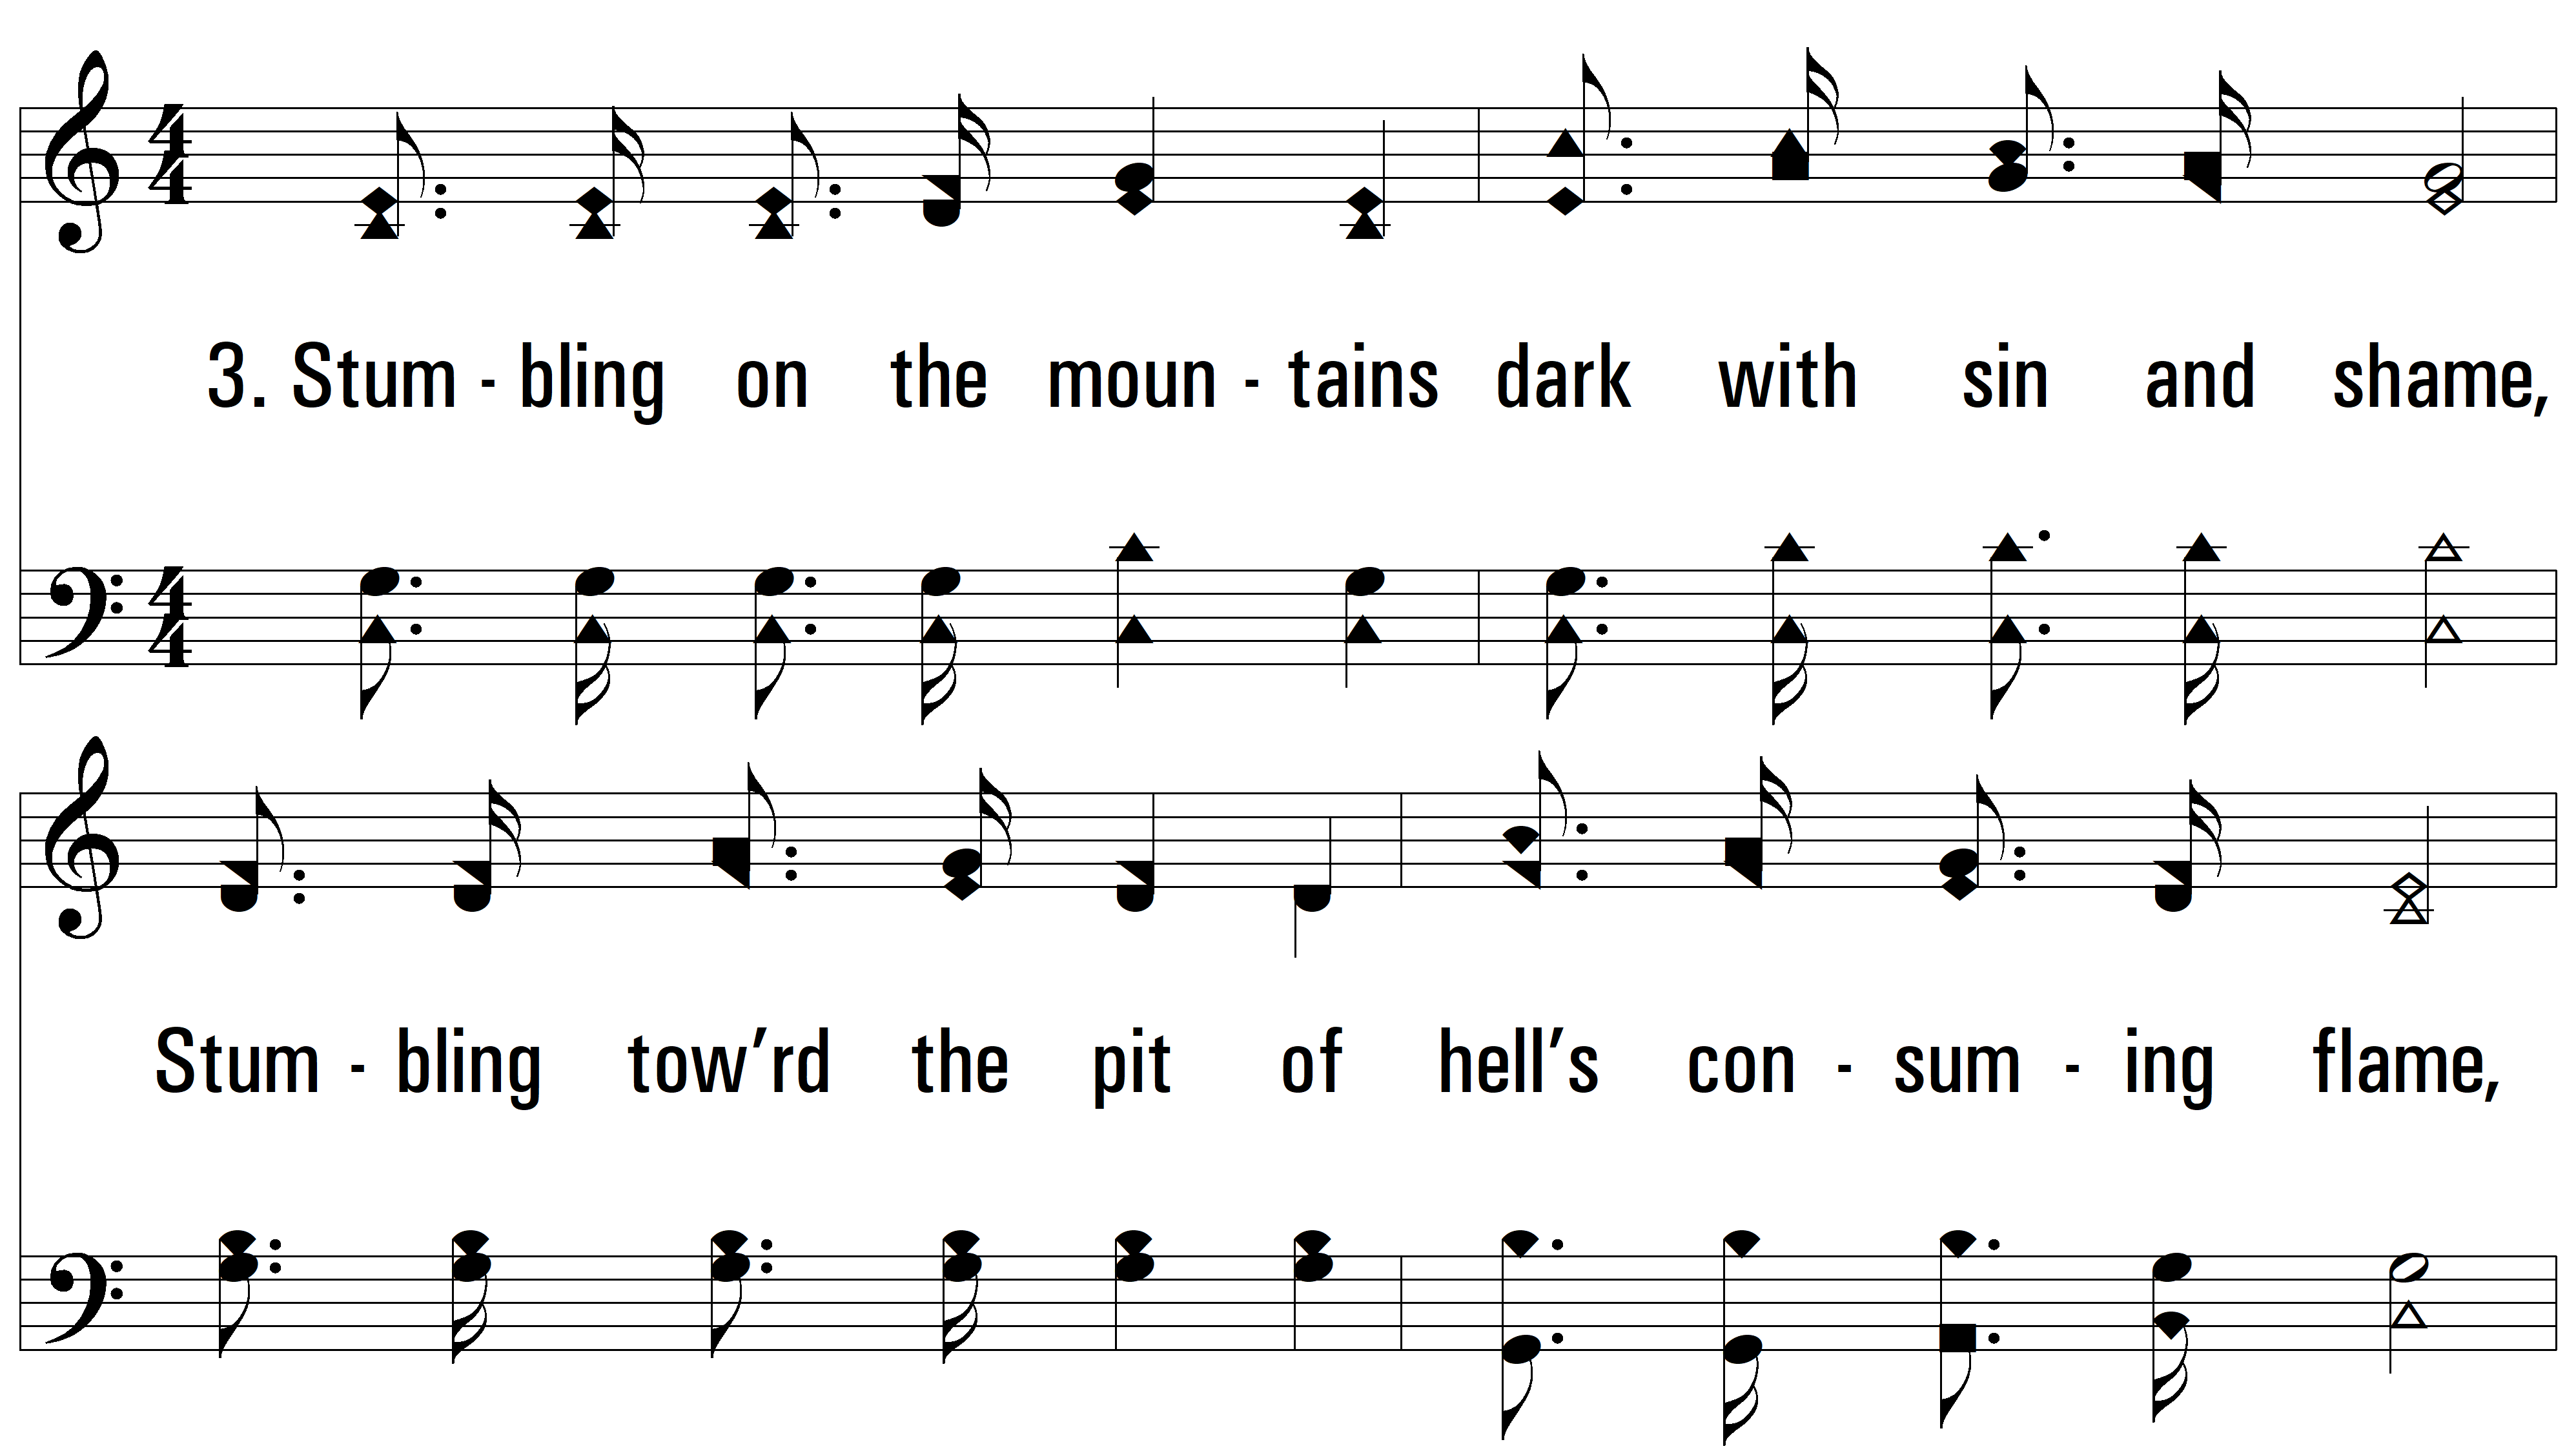 3. Stum - bling on the moun - tains dark with sin and shame,
Stum - bling tow’rd the pit of hell’s con - sum - ing flame,